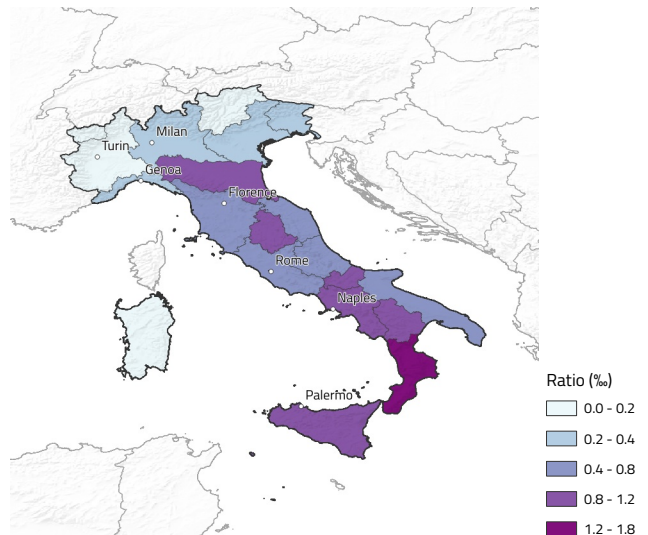 Milan
Turin
Genoa
Florence
Rome
Naples
Palermo
Ratio (‰)
0.0 - 0.2
0.2 - 0.4
0.4 - 0.8
0.8 - 1.2
1.2 - 1.8